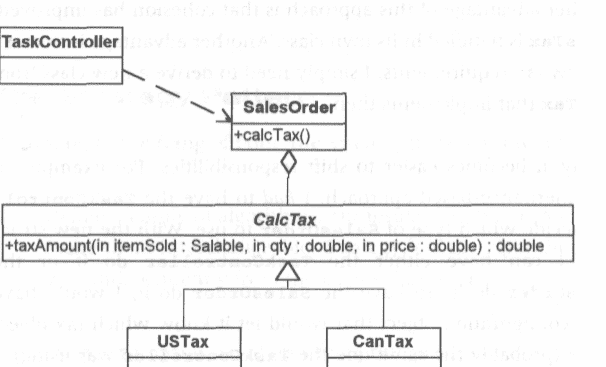 TaskController
SalesOrder
+calcTax()
CalcTax
+taxAmount(in itemSold : Salable, in qty : double, in price : double) : double
USTax
CanTax